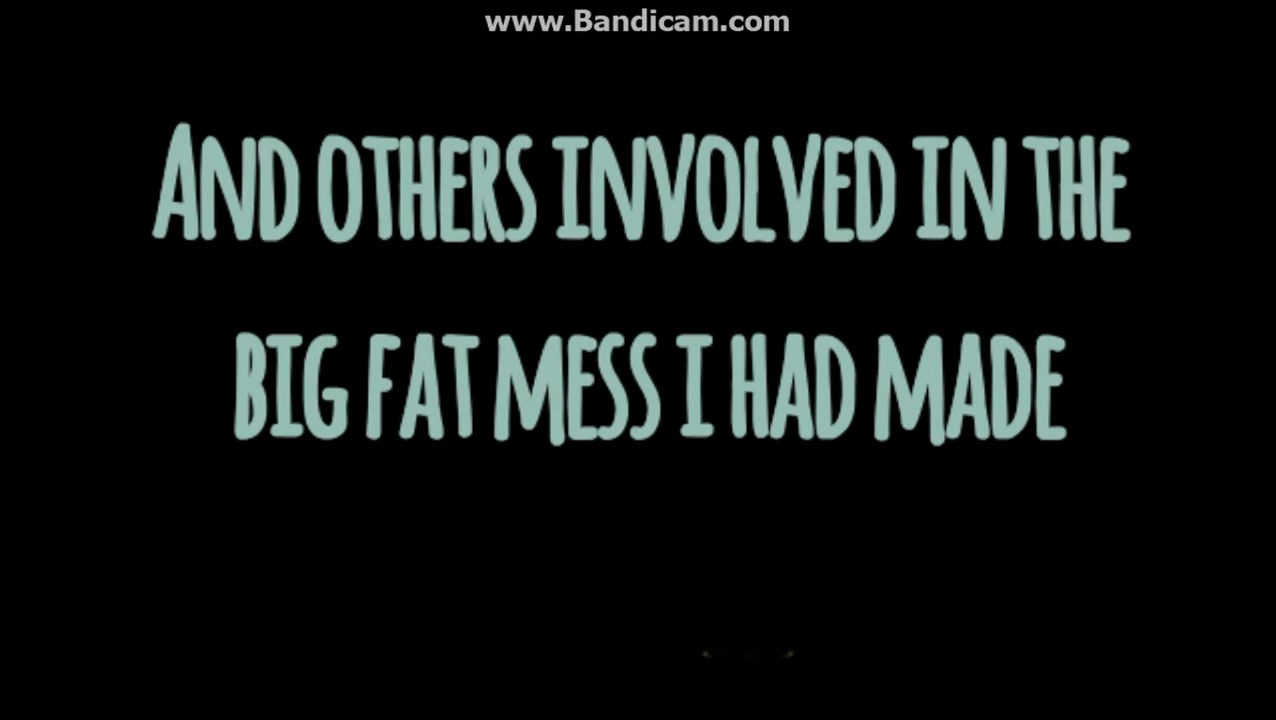 www.Bandicam.com
AND OTHERS INVOLVED IN THE
BIG FAT MESS I HAD MADE